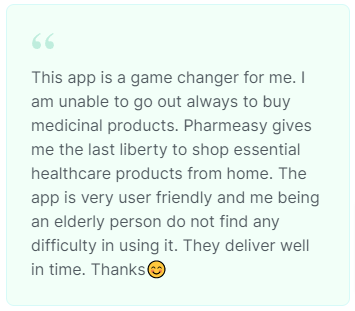 “
This app is a game changer for me. I
am unable to go out always to buy
medicinal products. Pharmeasy gives
me the last liberty to shop essential
healthcare products from home. The
app is very user friendly and me being
an elderly person do not find any
difficulty in using it. They deliver well
in time. Thanks😊